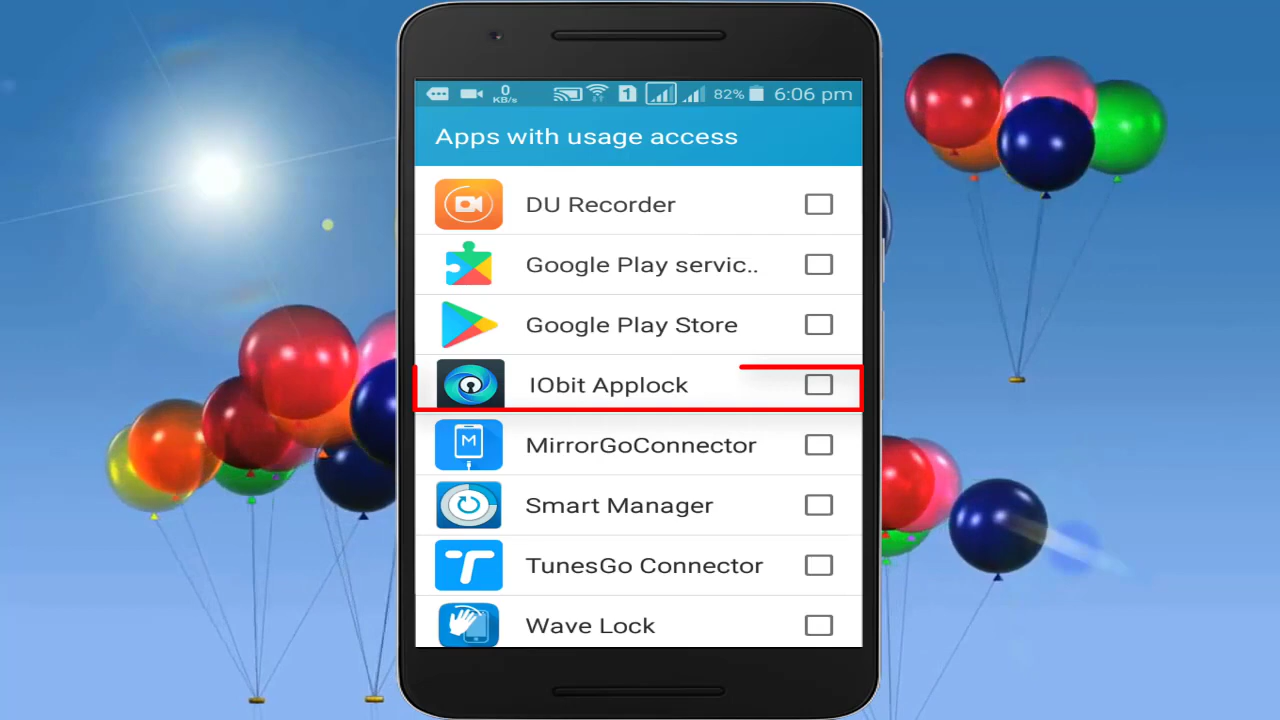 0
KB/s
1
82%
6:06 pm
Apps with usage access
DU Recorder
Google Play servic..
Google Play Store
IObit Applock
M
MirrorGoConnector
Smart Manager
TunesGo Connector
Wave Lock